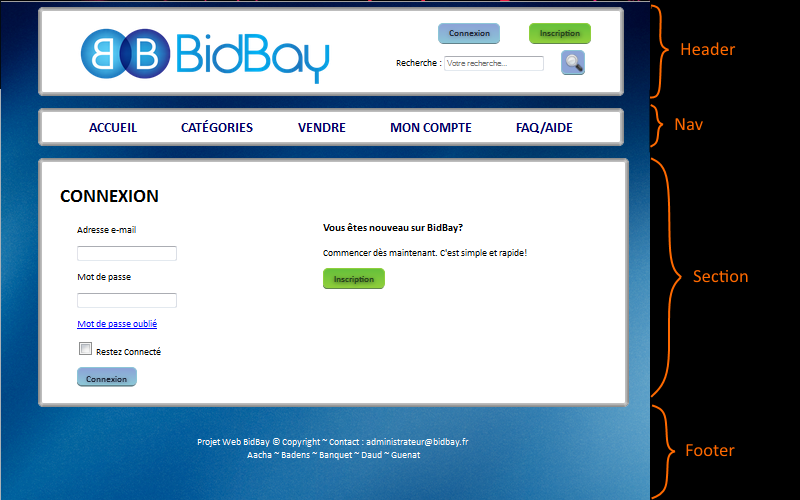 BB BidBay
Connexion
Inscription
Recherche : Votre recherche...
Header
ACCUEIL CATÉGORIES VENDRE MON COMPTE FAQ/AIDE
Nav
CONNEXION
Adresse e-mail
Mot de passe
Mot de passe oublié
Restez Connecté
Connexion
Vous êtes nouveau sur BidBay?
Commencer dès maintenant. C'est simple et rapide!
Inscription
Section
Projet Web BidBay © Copyright ~ Contact : administrateur@bidbay.fr
Aacha ~ Badens ~ Banquet ~ Daud ~ Guenat
Footer